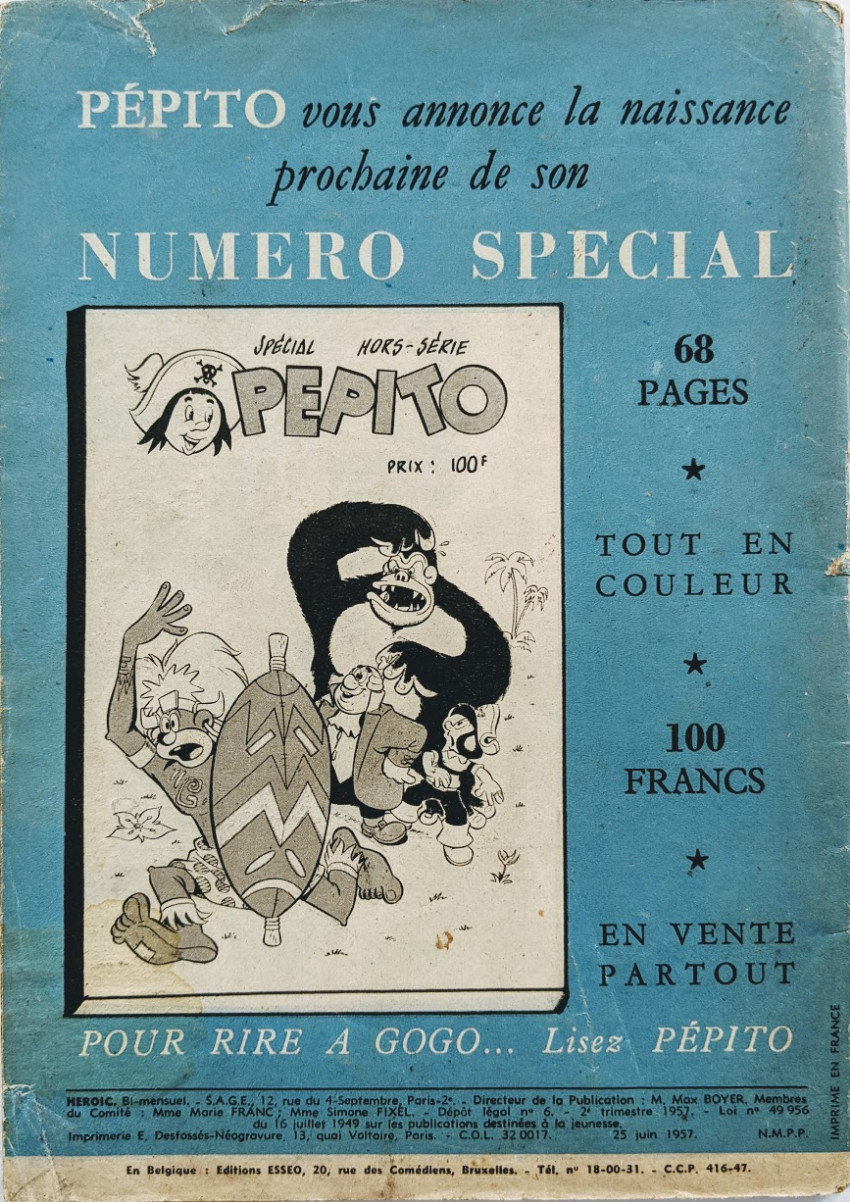 PÉPITO vous annonce la naissance
prochaine de son
NUMERO SPECIAL
SPÉCIAL HORS-SÉRIE
PEPITO
PRIX : 100F
68
PAGES
TOUT EN
COULEUR
100
FRANCS
EN VENTE
PARTOUT
POUR RIRE A GOGO... Lisez PÉPITO
HEROIC, Bi-mensuel. - S.A.G.E., 12, rue du 4-Septembre, Paris-2e. - Directeur de la Publication : M. Max BOYER, Membres
du Comité : Mme Marie FRANC ; Mme Simone FIXEL. - Dépôt légal n° 6. - 2e trimestre 1957. - Loi n° 49 956
du 16 juillet 1949 sur les publications destinées à la jeunesse.
Imprimerie E. Desfossés-Néogravure, 13, quai Voltaire, Paris. - C.O.L. 32 0017. 25 juin 1957. N.M.P.P.
IMPRIME EN FRANCE
En Belgique : Editions ESSEO, 20, rue des Comédiens, Bruxelles. - Tél. n° 18-00-31. - C.C.P. 416-47.